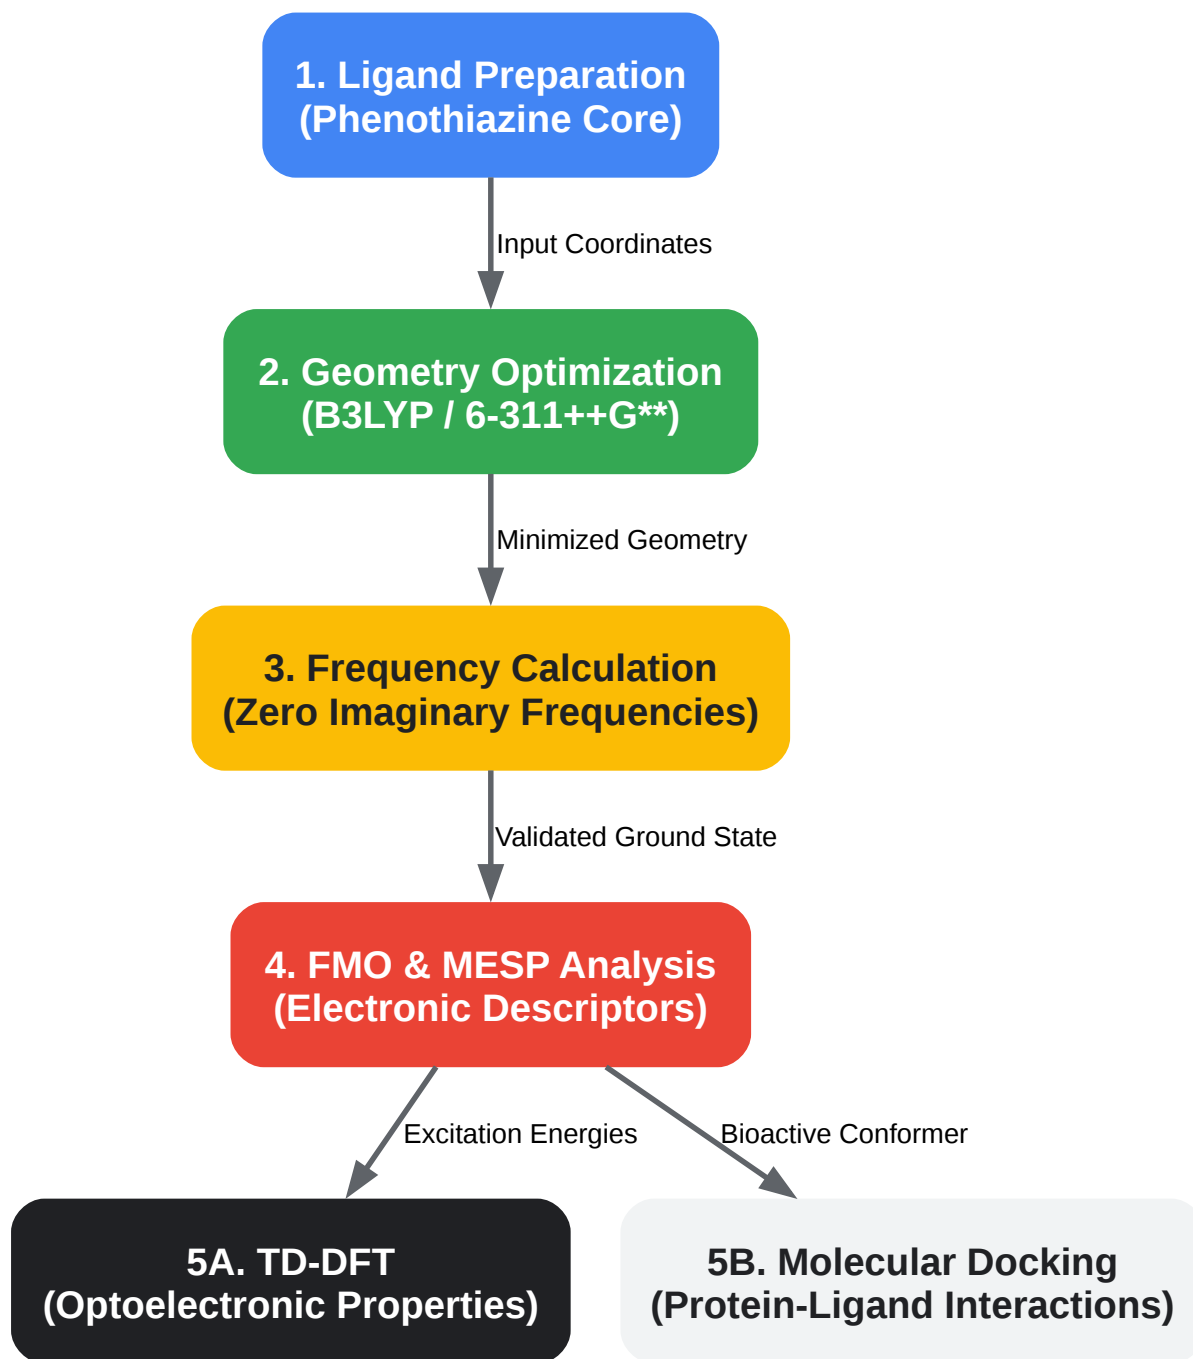 1. Ligand Preparation
(Phenothiazine Core)
Input Coordinates
2. Geometry Optimization
(B3LYP / 6-311++G**)
Minimized Geometry
3. Frequency Calculation
(Zero Imaginary Frequencies)
Validated Ground State
4. FMO & MESP Analysis
(Electronic Descriptors)
Excitation Energies
Bioactive Conformer
5A. TD-DFT
(Optoelectronic Properties)
5B. Molecular Docking
(Protein-Ligand Interactions)